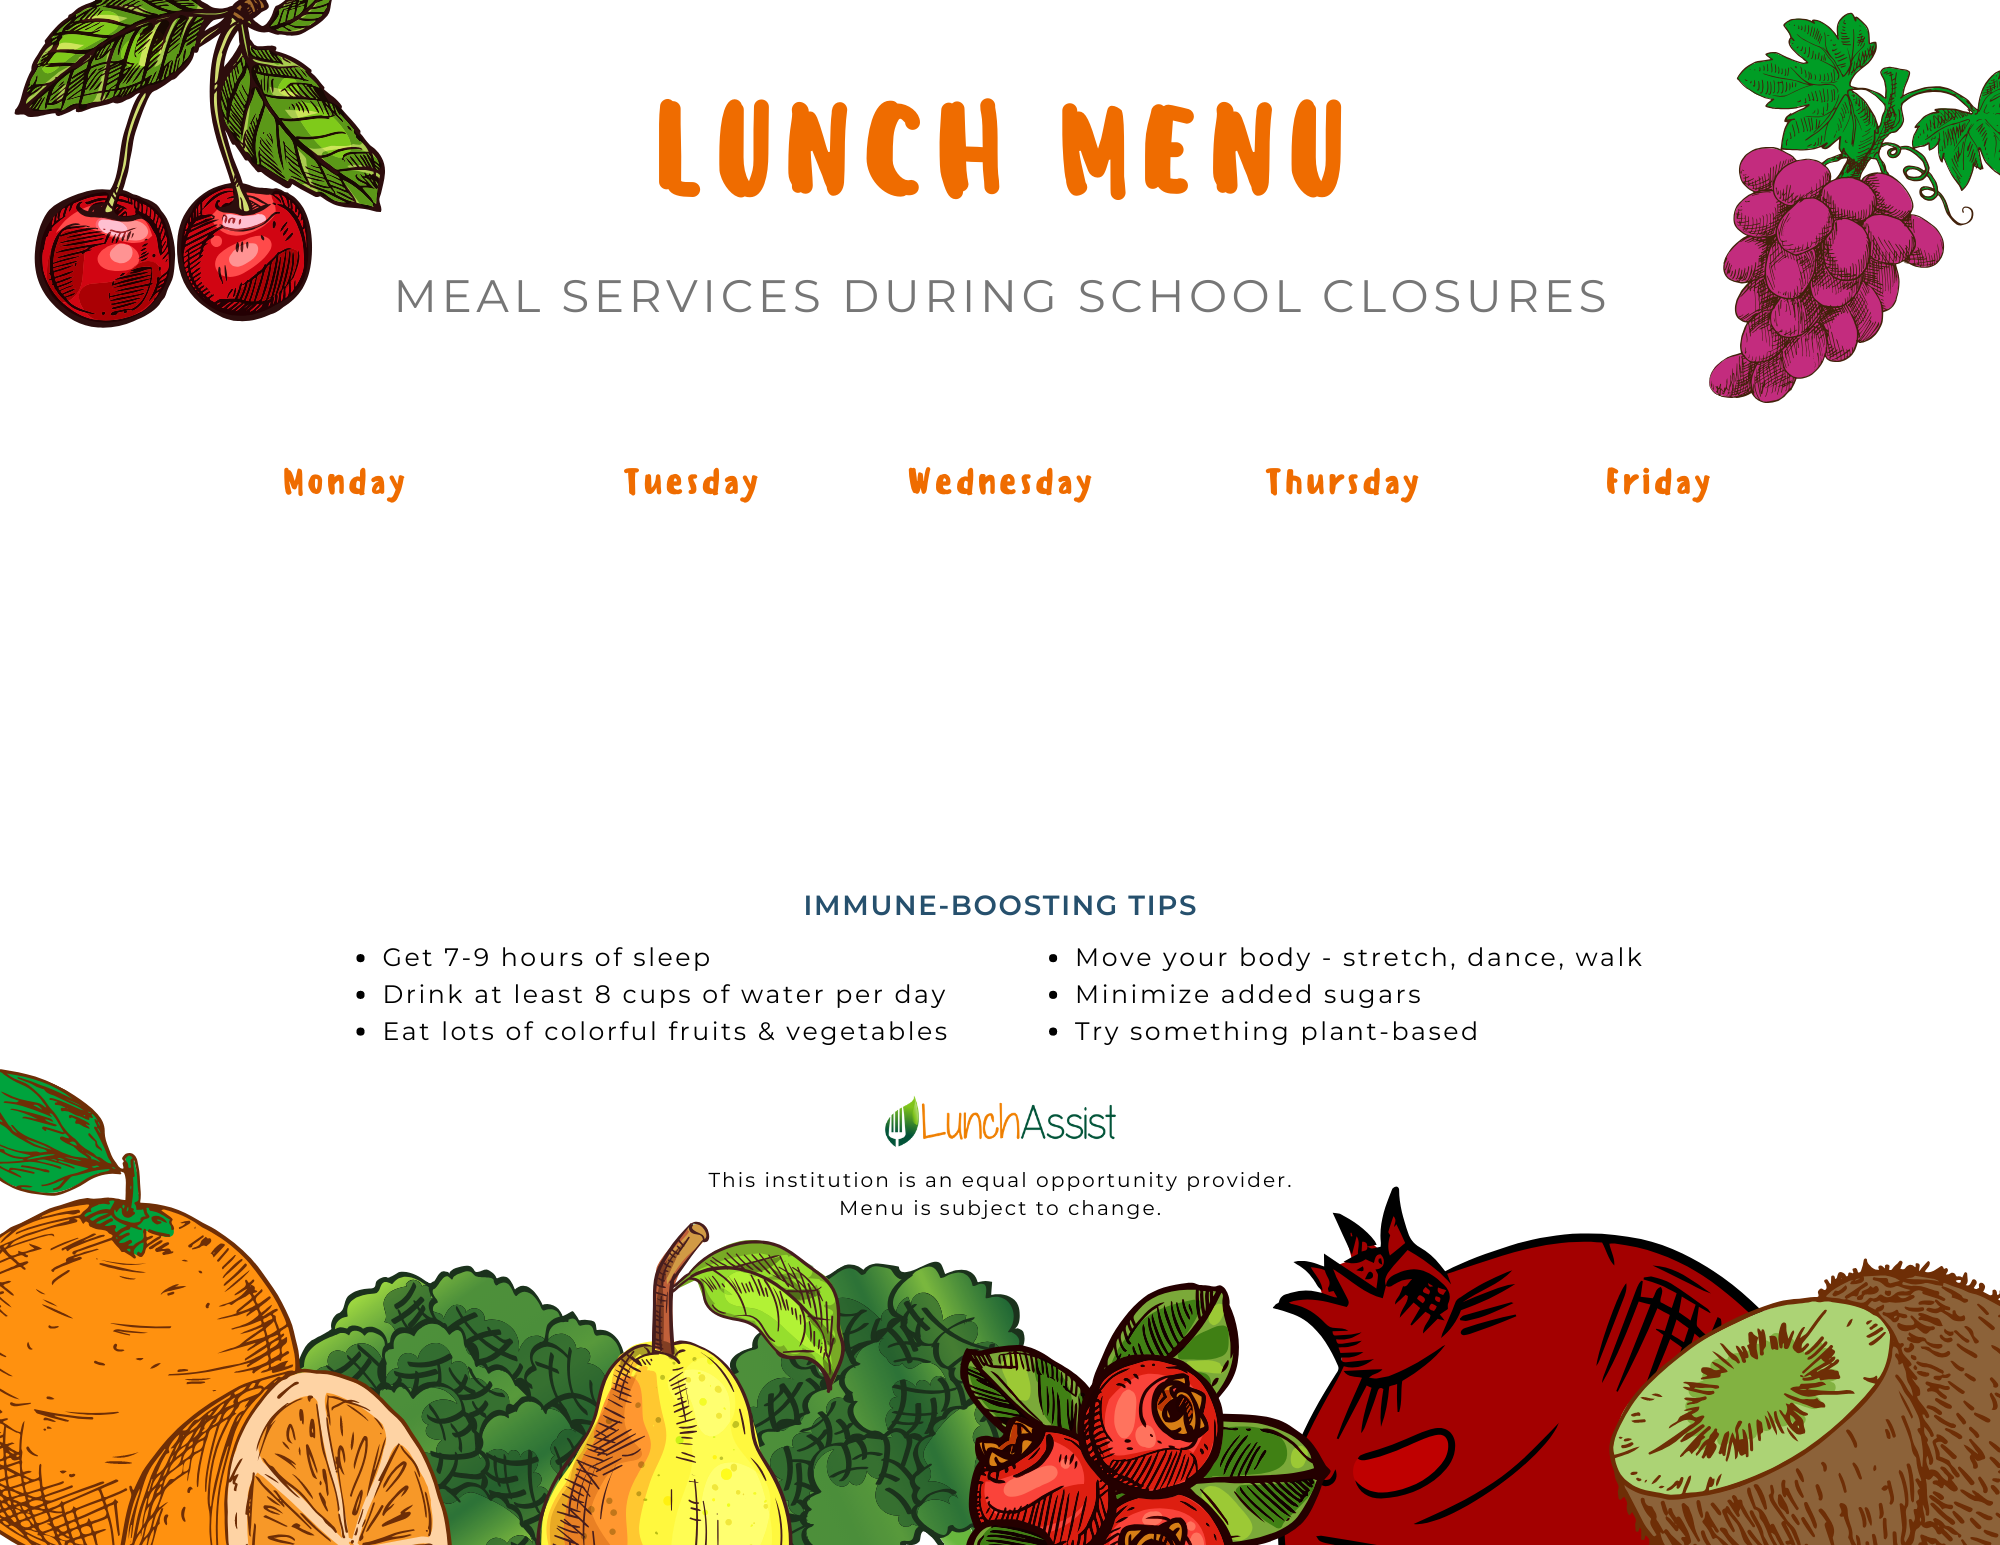 LUNCH MENU
MEAL SERVICES DURING SCHOOL CLOSURES
Monday Tuesday Wednesday Thursday Friday
IMMUNE-BOOSTING TIPS
• Get 7-9 hours of sleep
• Drink at least 8 cups of water per day
• Eat lots of colorful fruits & vegetables
• Move your body - stretch, dance, walk
• Minimize added sugars
• Try something plant-based
LunchAssist
This institution is an equal opportunity provider.
Menu is subject to change.